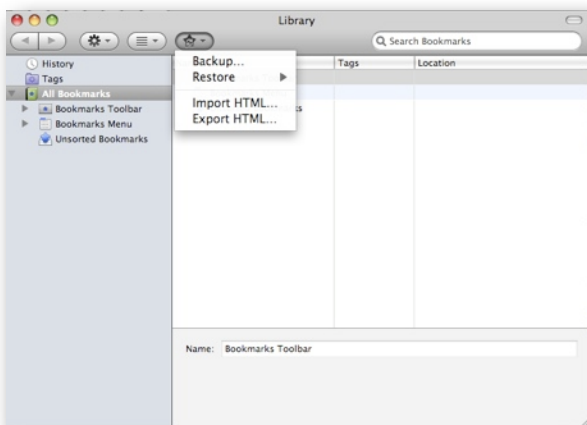 Library
Search Bookmarks
History
Tags
All Bookmarks
Bookmarks Toolbar
Bookmarks Menu
Unsorted Bookmarks
Backup...
Restore
Import HTML...
Export HTML...
Tags
Location
Name: Bookmarks Toolbar